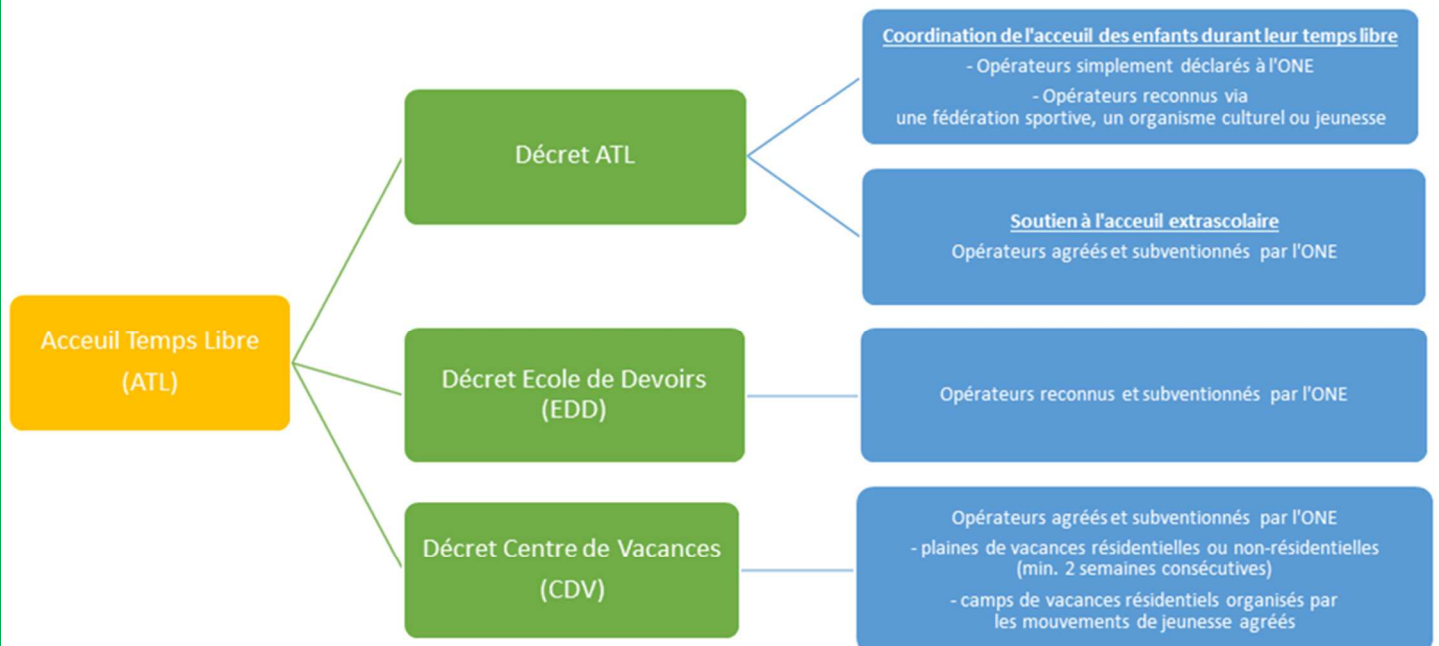 Acceuil Temps Libre
(ATL)
Décret ATL
Coordination de l'acceuil des enfants durant leur temps libre
- Opérateurs simplement déclarés à l'ONE
- Opérateurs reconnus via
une fédération sportive, un organisme culturel ou jeunesse
Soutien à l'acceuil extrascolaire
Opérateurs agréés et subventionnés par l'ONE
Décret Ecole de Devoirs
(EDD)
Opérateurs reconnus et subventionnés par l'ONE
Décret Centre de Vacances
(CDV)
Opérateurs agréés et subventionnés par l'ONE
- plaines de vacances résidentielles ou non-résidentielles
(min. 2 semaines consécutives)
- camps de vacances résidentiels organisés par
les mouvements de jeunesse agréés